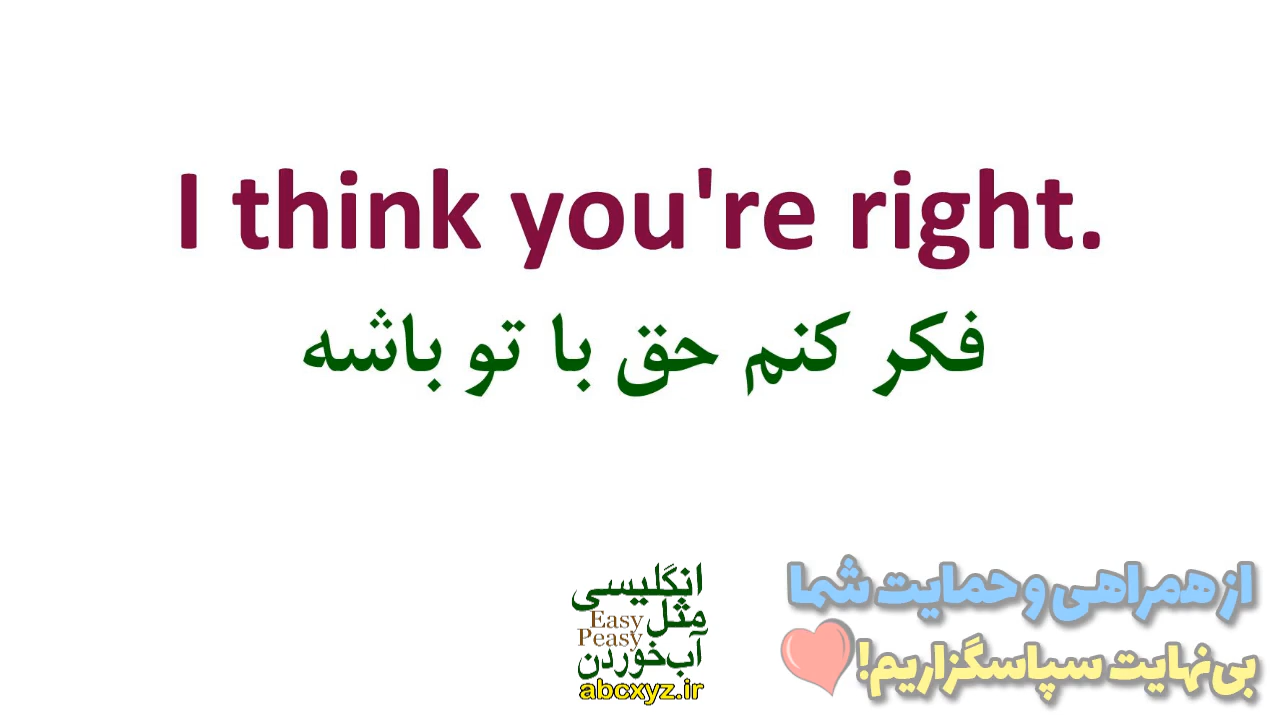 I think you're right.
فکر کنم حق با تو باشه
انگلیسی
مثل
Easy
Peasy
آب‌خوردن
abcxyz.ir
از همراهی و حمایت شما
بی‌نهایت سپاسگزاریم!